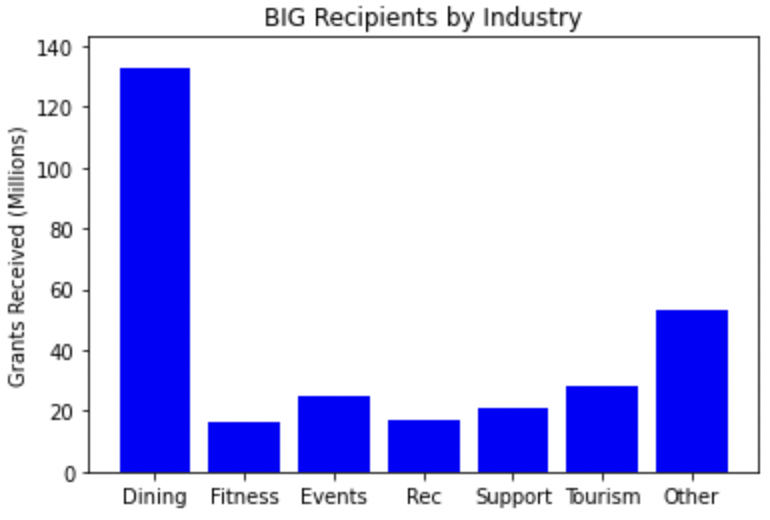 BIG Recipients by Industry
Grants Received (Millions)
140
120
100
80
60
40
20
0
Dining Fitness Events Rec Support Tourism Other